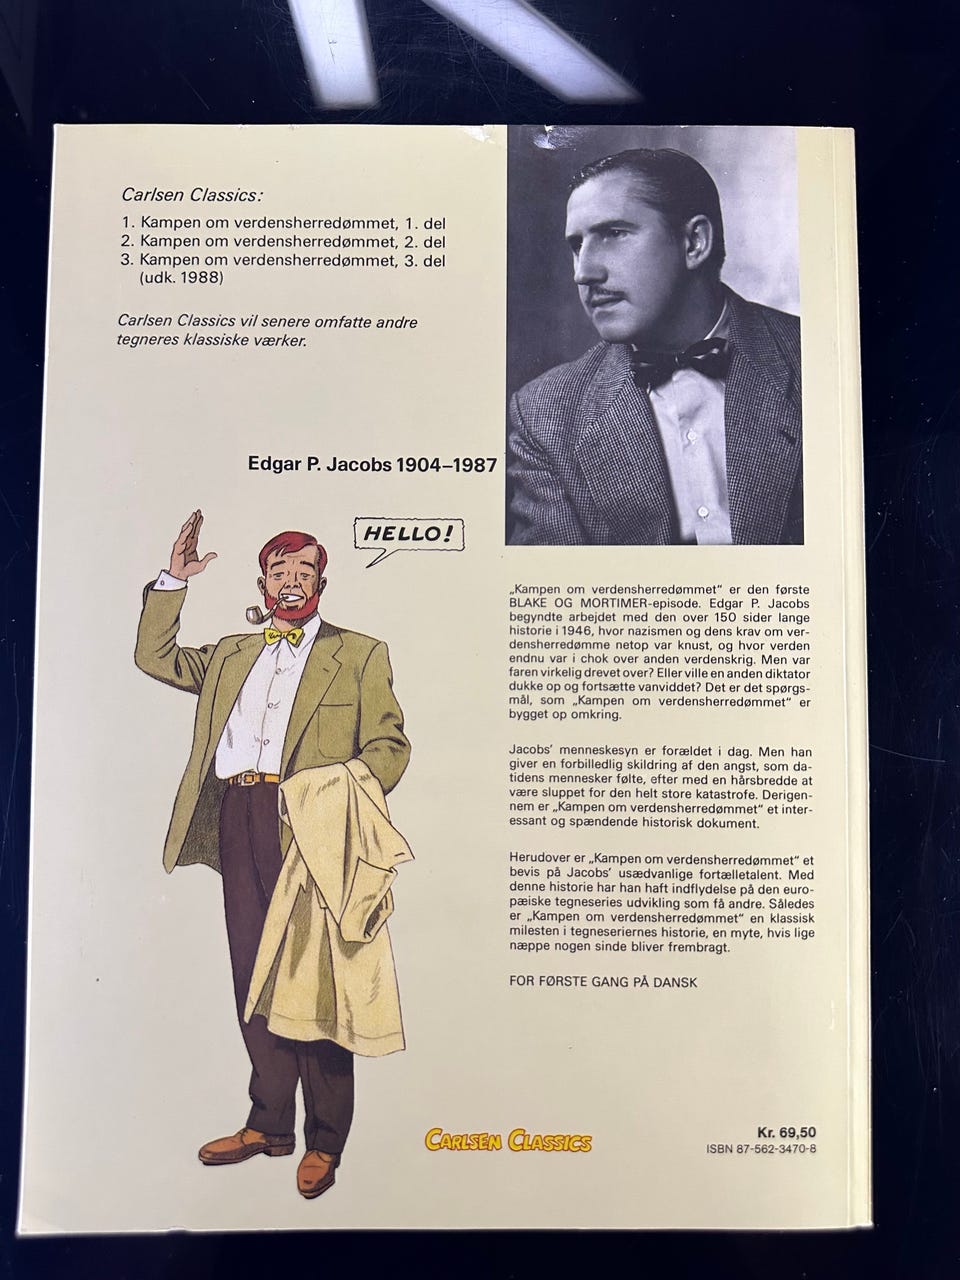 Carlsen Classics:
1. Kampen om verdensherredømmet, 1. del
2. Kampen om verdensherredømmet, 2. del
3. Kampen om verdensherredømmet, 3. del
(udk. 1988)
Carlsen Classics vil senere omfatte andre
tegneres klassiske værker.
Edgar P. Jacobs 1904–1987
HELLO!
„Kampen om verdensherredømmet“ er den første
BLAKE OG MORTIMER-episode. Edgar P. Jacobs
begyndte arbejdet med den over 150 sider lange
historie i 1946, hvor nazismen og dens krav om ver-
densherredømme netop var knust, og hvor verden
endnu var i chok over anden verdenskrig. Men var
faren virkelig drevet over? Eller ville en anden diktator
dukke op og fortsætte vanviddet? Det er det spørgs-
mål, som „Kampen om verdensherredømmet“ er
bygget op omkring.
Jacobs’ menneskesyn er forældet i dag. Men han
giver en forbilledlig skildring af den angst, som da-
tidens mennesker følte, efter med en hårsbredde at
være sluppet for den helt store katastrofe. Derigen-
nem er „Kampen om verdensherredømmet“ et inter-
essant og spændende historisk dokument.
Herudover er „Kampen om verdensherredømmet“ et
bevis på Jacobs’ usædvanlige fortælletalent. Med
denne historie har han haft indflydelse på den euro-
pæiske tegneseries udvikling som få andre. Således
er „Kampen om verdensherredømmet“ en klassisk
milesten i tegneseriernes historie, en myte, hvis lige
næppe nogen sinde bliver frembragt.
FOR FØRSTE GANG PÅ DANSK
CARLSEN CLASSICS
Kr. 69,50
ISBN 87-562-3470-8